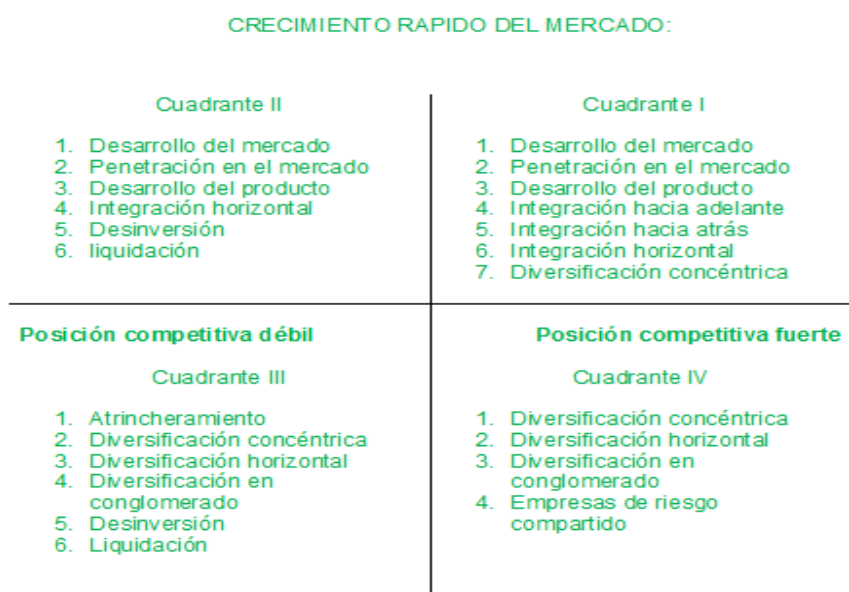 CRECIMIENTO RAPIDO DEL MERCADO:
Cuadrante II
1. Desarrollo del mercado
2. Penetración en el mercado
3. Desarrollo del producto
4. Integración horizontal
5. Desinversión
6. liquidación
Cuadrante I
1. Desarrollo del mercado
2. Penetración en el mercado
3. Desarrollo del producto
4. Integración hacia adelante
5. Integración hacia atrás
6. Integración horizontal
7. Diversificación concéntrica
Posición competitiva débil
Posición competitiva fuerte
Cuadrante III
1. Atrincheramiento
2. Diversificación concéntrica
3. Diversificación horizontal
4. Diversificación en
conglomerado
5. Desinversión
6. Liquidación
Cuadrante IV
1. Diversificación concéntrica
2. Diversificación horizontal
3. Diversificación en
conglomerado
4. Empresas de riesgo
compartido